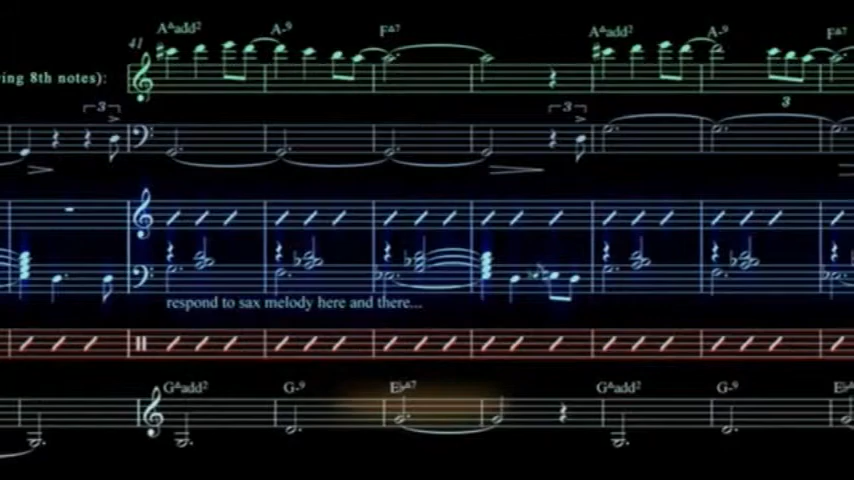 41 A△add² A-9 F△7 A△add² A-9 F△7
ing 8th notes):
3
3 3
respond to sax melody here and there...
G△add² G-9 E♭△7 G△add² G-9